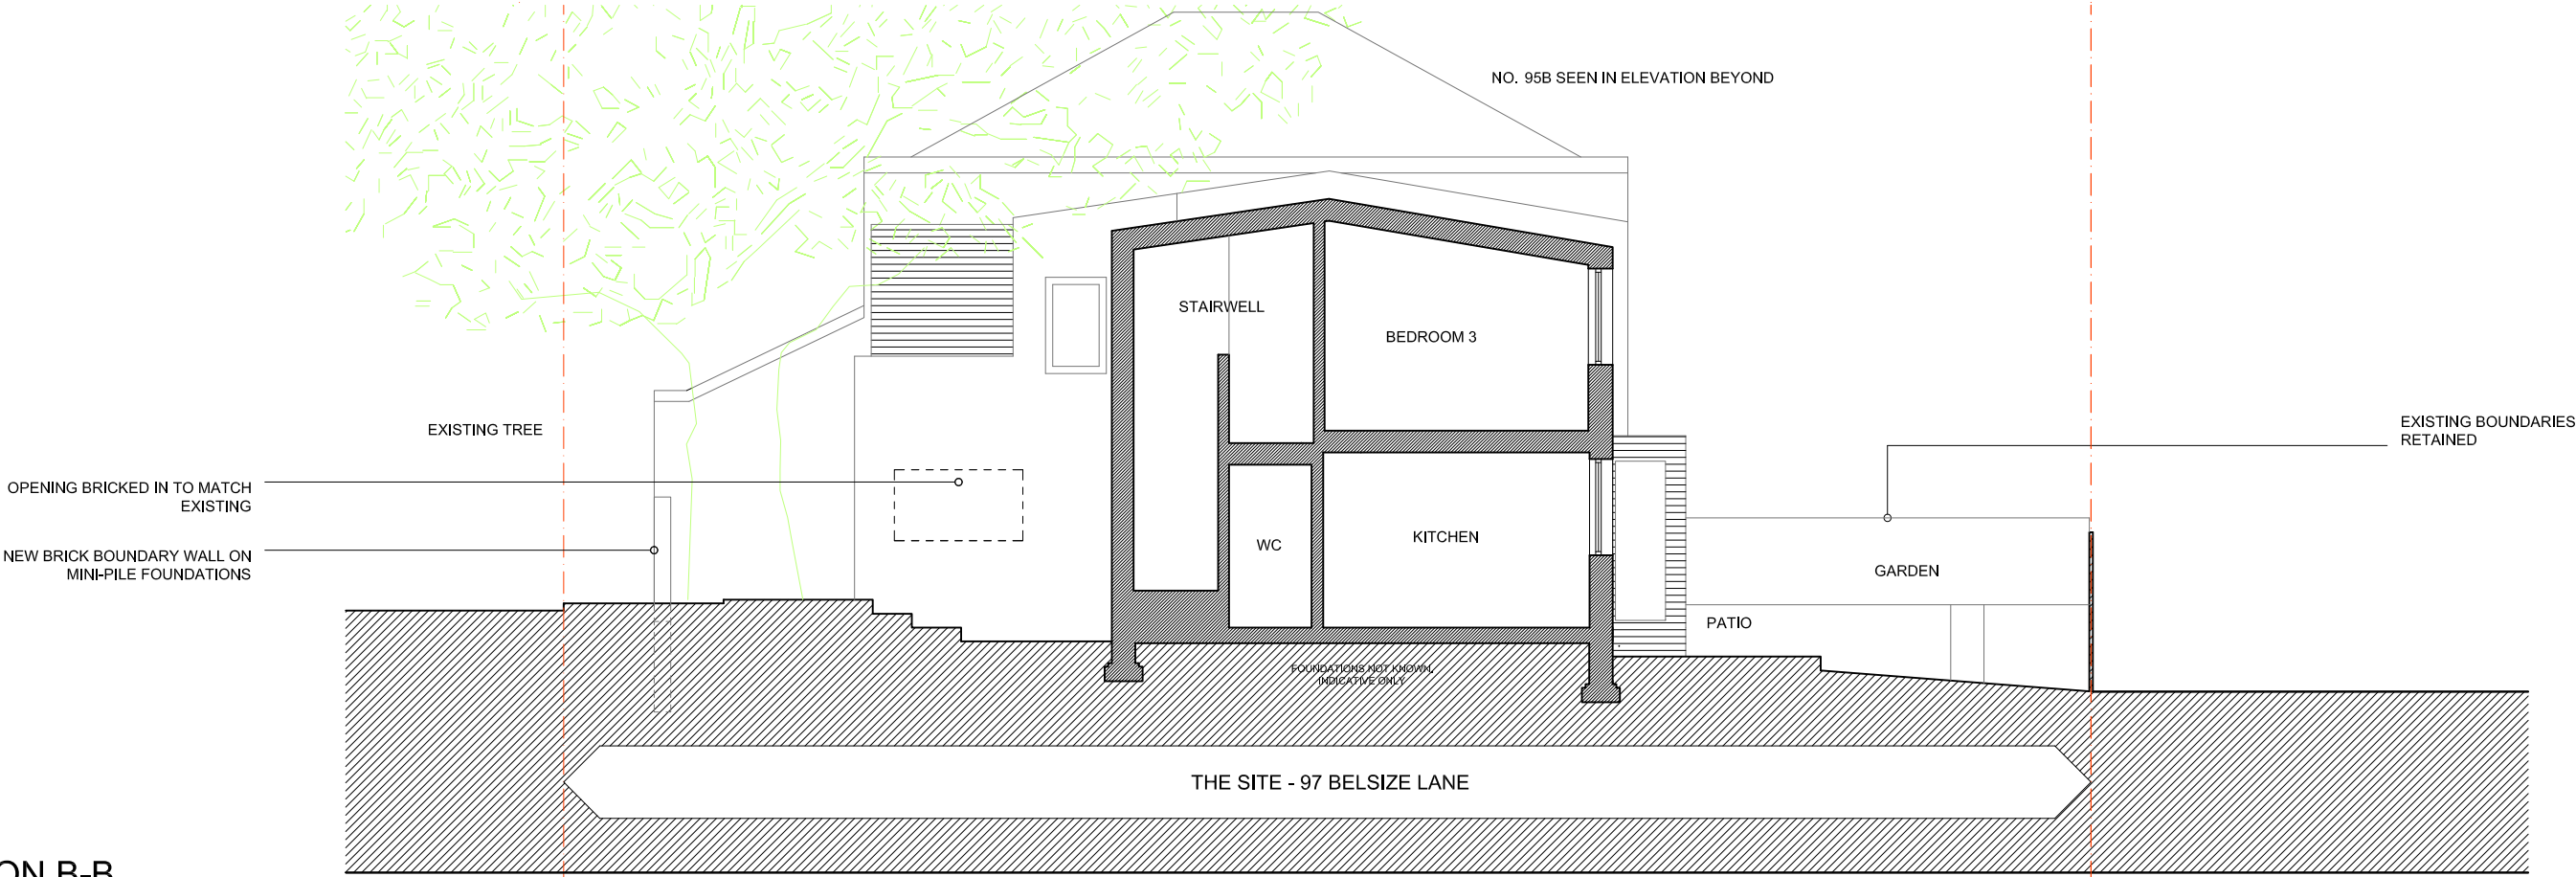 NO. 95B SEEN IN ELEVATION BEYOND
STAIRWELL
BEDROOM 3
EXISTING TREE
EXISTING BOUNDARIES
RETAINED
OPENING BRICKED IN TO MATCH
EXISTING
NEW BRICK BOUNDARY WALL ON
MINI-PILE FOUNDATIONS
WC
KITCHEN
GARDEN
PATIO
FOUNDATIONS NOT KNOWN,
INDICATIVE ONLY
THE SITE - 97 BELSIZE LANE
ON B-B